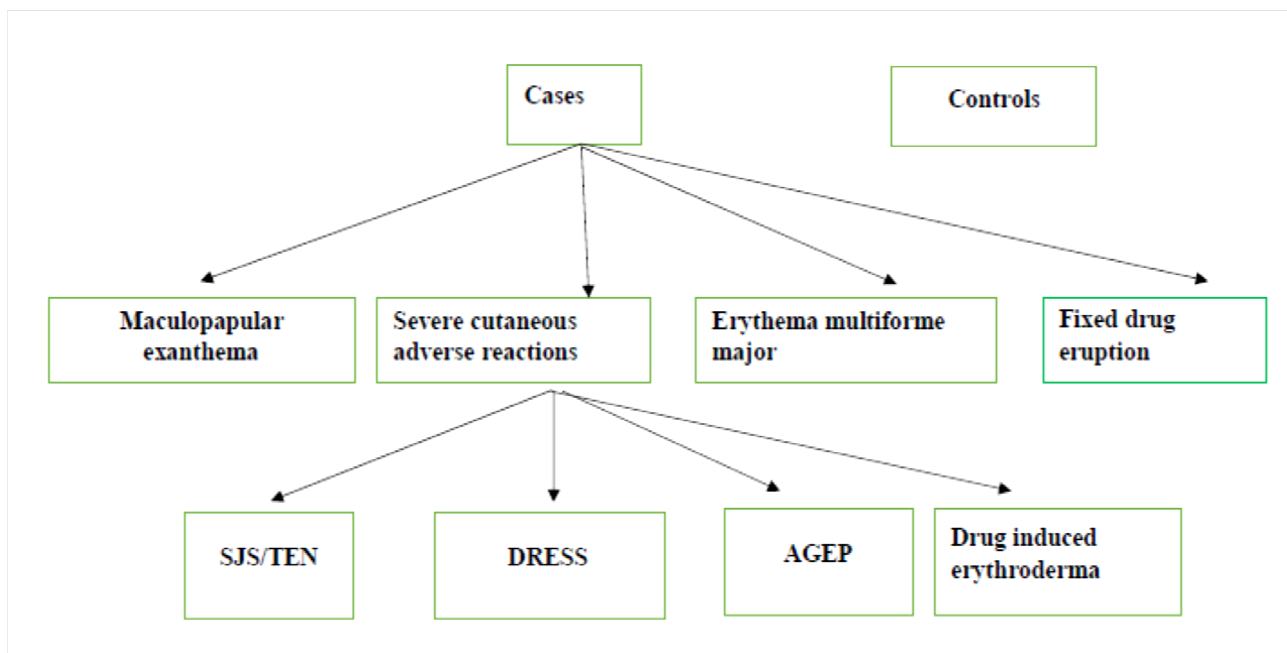 Cases
Controls
Maculopapular
exanthema
Severe cutaneous
adverse reactions
Erythema multiforme
major
Fixed drug
eruption
SJS/TEN
DRESS
AGEP
Drug induced
erythroderma